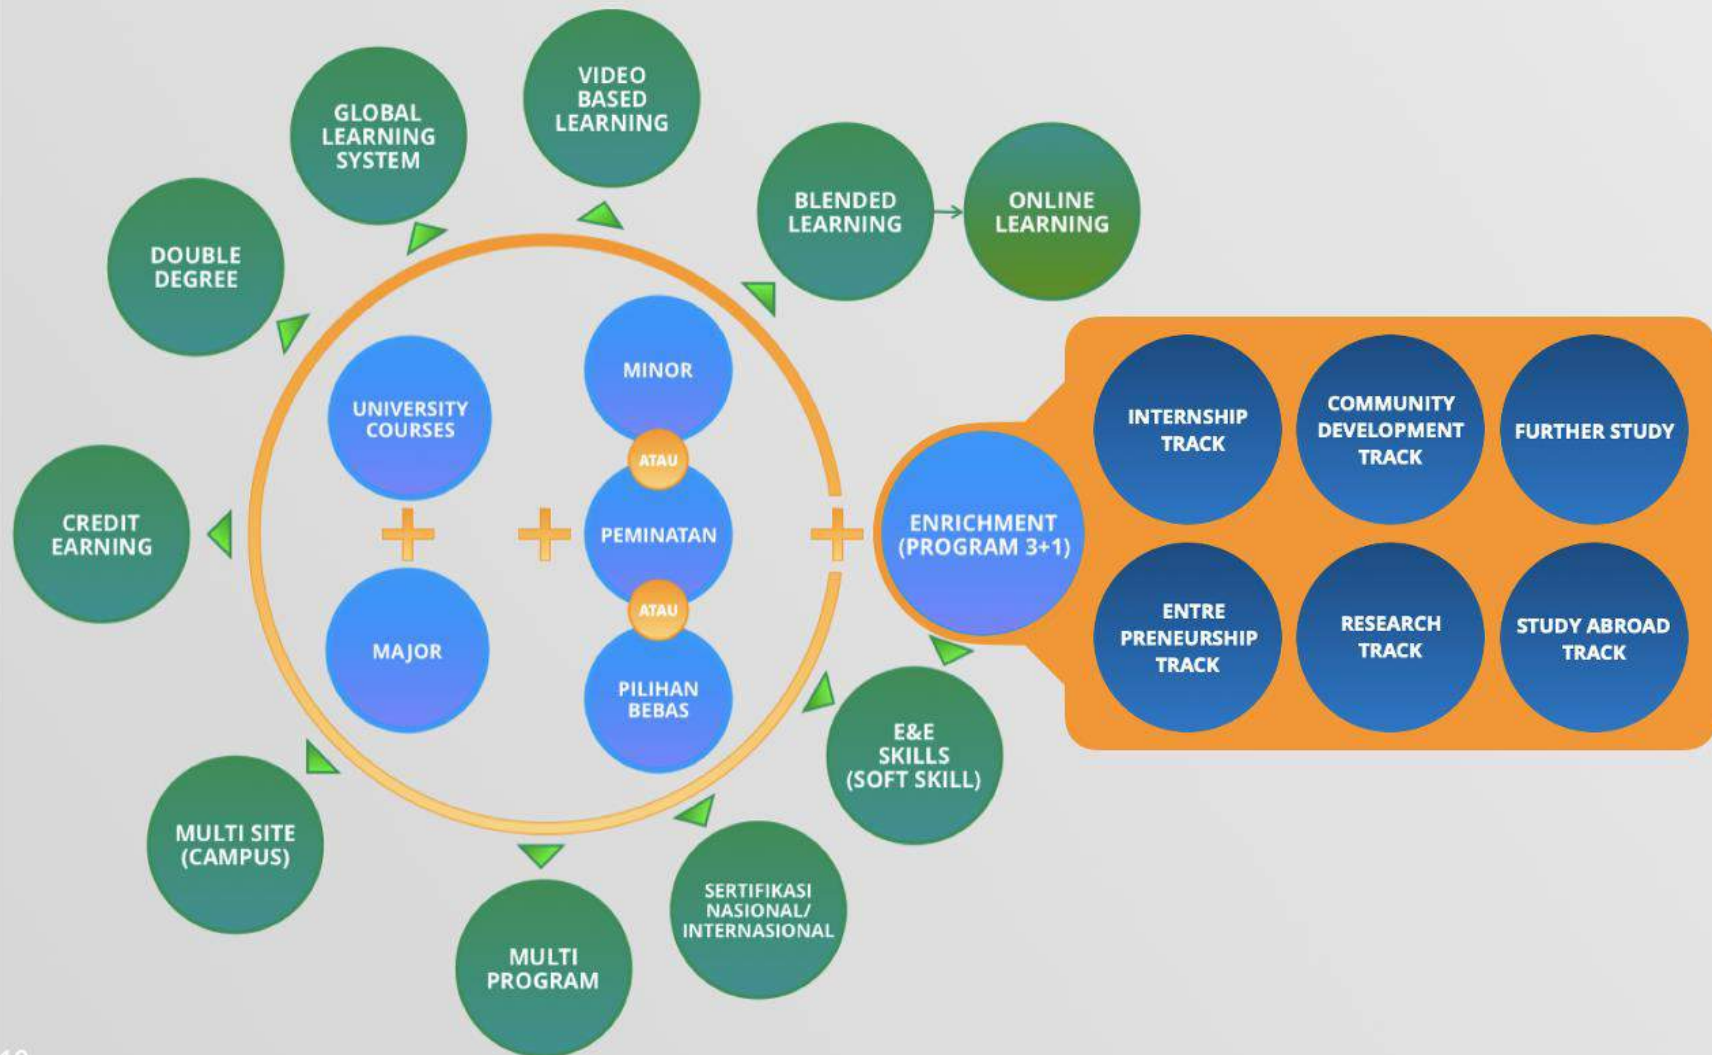 VIDEO
BASED
LEARNING
GLOBAL
LEARNING
SYSTEM
BLENDED
LEARNING
ONLINE
LEARNING
DOUBLE
DEGREE
MINOR
UNIVERSITY
COURSES
ATAU
INTERNSHIP
TRACK
COMMUNITY
DEVELOPMENT
TRACK
FURTHER STUDY
CREDIT
EARNING
PEMINATAN
ENRICHMENT
(PROGRAM 3+1)
ATAU
MAJOR
PILIHAN
BEBAS
ENTRE
PRENEURSHIP
TRACK
RESEARCH
TRACK
STUDY ABROAD
TRACK
E&E
SKILLS
(SOFT SKILL)
MULTI SITE
(CAMPUS)
SERTIFIKASI
NASIONAL/
INTERNASIONAL
MULTI
PROGRAM